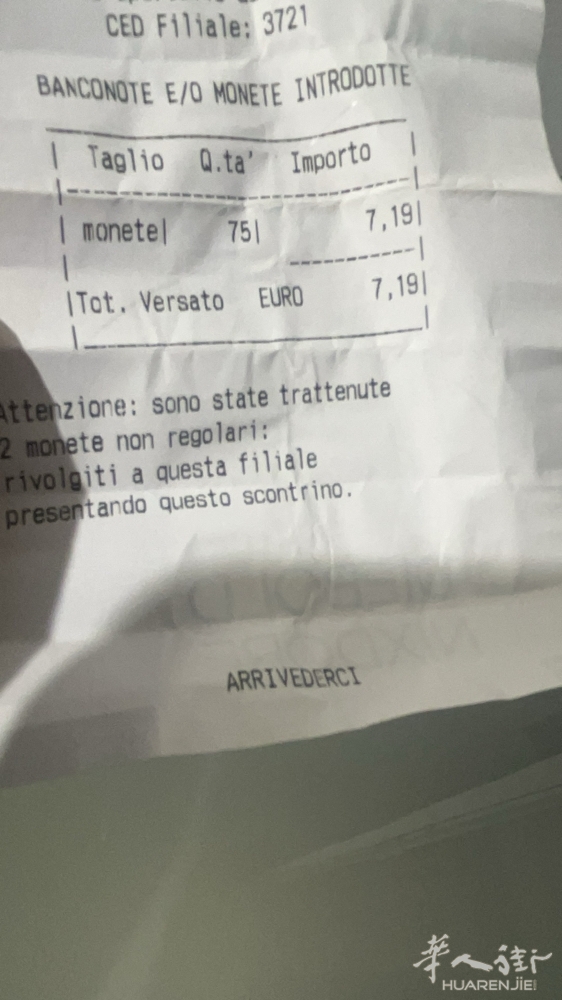 CED Filiale: 3721
BANCONOTE E/O MONETE INTRODOTTE
| Taglio Q.ta' Importo |
| monete| 75| 7,19|
|Tot. Versato EURO 7,19|
Attenzione: sono state trattenute
2 monete non regolari:
rivolgiti a questa filiale
presentando questo scontrino.
ARRIVEDERCI
華人街
HUARENJIE